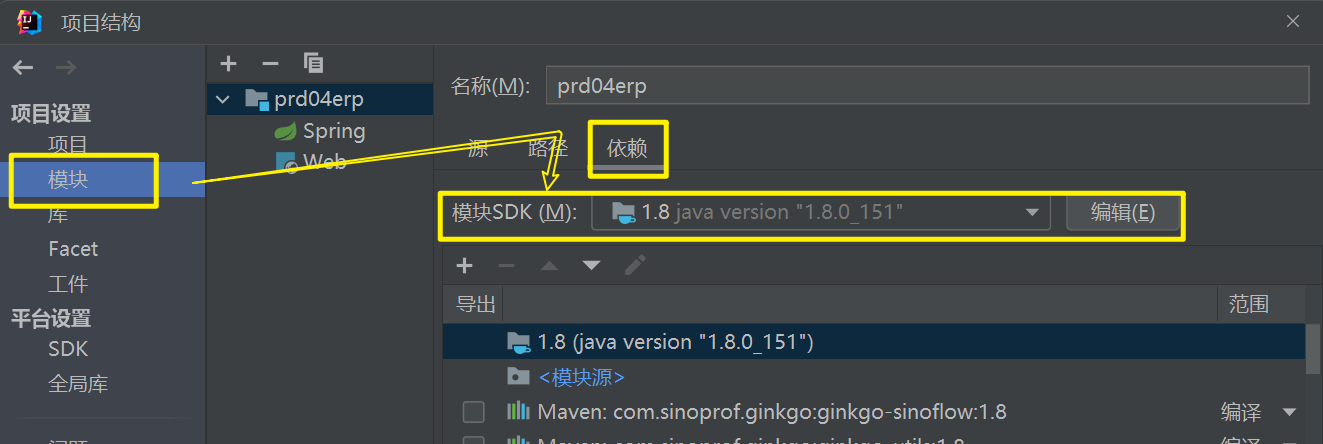 项目结构
项目设置
项目
模块
库
Facet
工件
平台设置
SDK
全局库
问题
prd04erp
Spring
Web
名称(M): prd04erp
源 路径 依赖
模块SDK (M): 1.8 java version "1.8.0_151" 编辑(E)
导出 范围
1.8 (java version "1.8.0_151")
<模块源>
Maven: com.sinoprof.ginkgo:ginkgo-sinoflow:1.8 编译
Maven: com.sinoprof.ginkgo:ginkgo-utils:1.8 编译